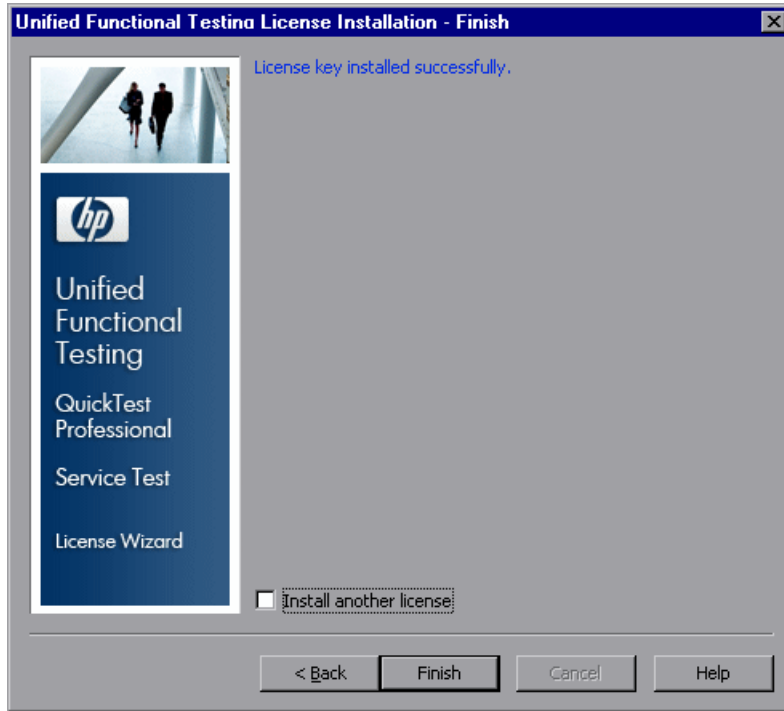 Unified Functional Testing License Installation - Finish
License key installed successfully.
hp
Unified
Functional
Testing
QuickTest
Professional
Service Test
License Wizard
Install another license
< Back
Finish
Cancel
Help